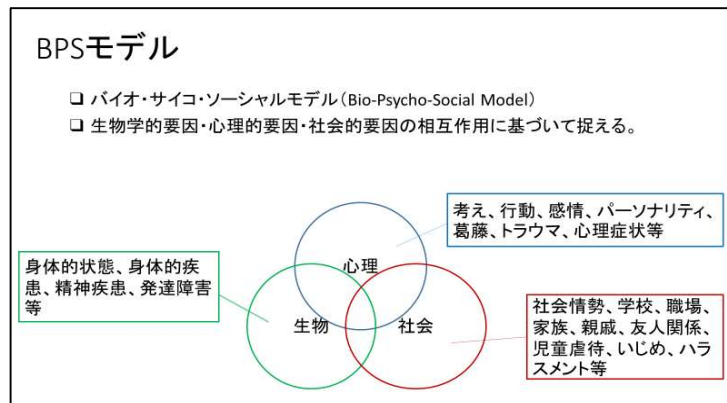 BPSモデル
❑ バイオ・サイコ・ソーシャルモデル（Bio-Psycho-Social Model）
❑ 生物学的要因・心理的要因・社会的要因の相互作用に基づいて捉える。
考え、行動、感情、パーソナリティ、
葛藤、トラウマ、心理症状等
心理
身体的状態、身体的疾
患、精神疾患、発達障害
等
生物
社会
社会情勢、学校、職場、
家族、親戚、友人関係、
児童虐待、いじめ、ハラ
スメント等